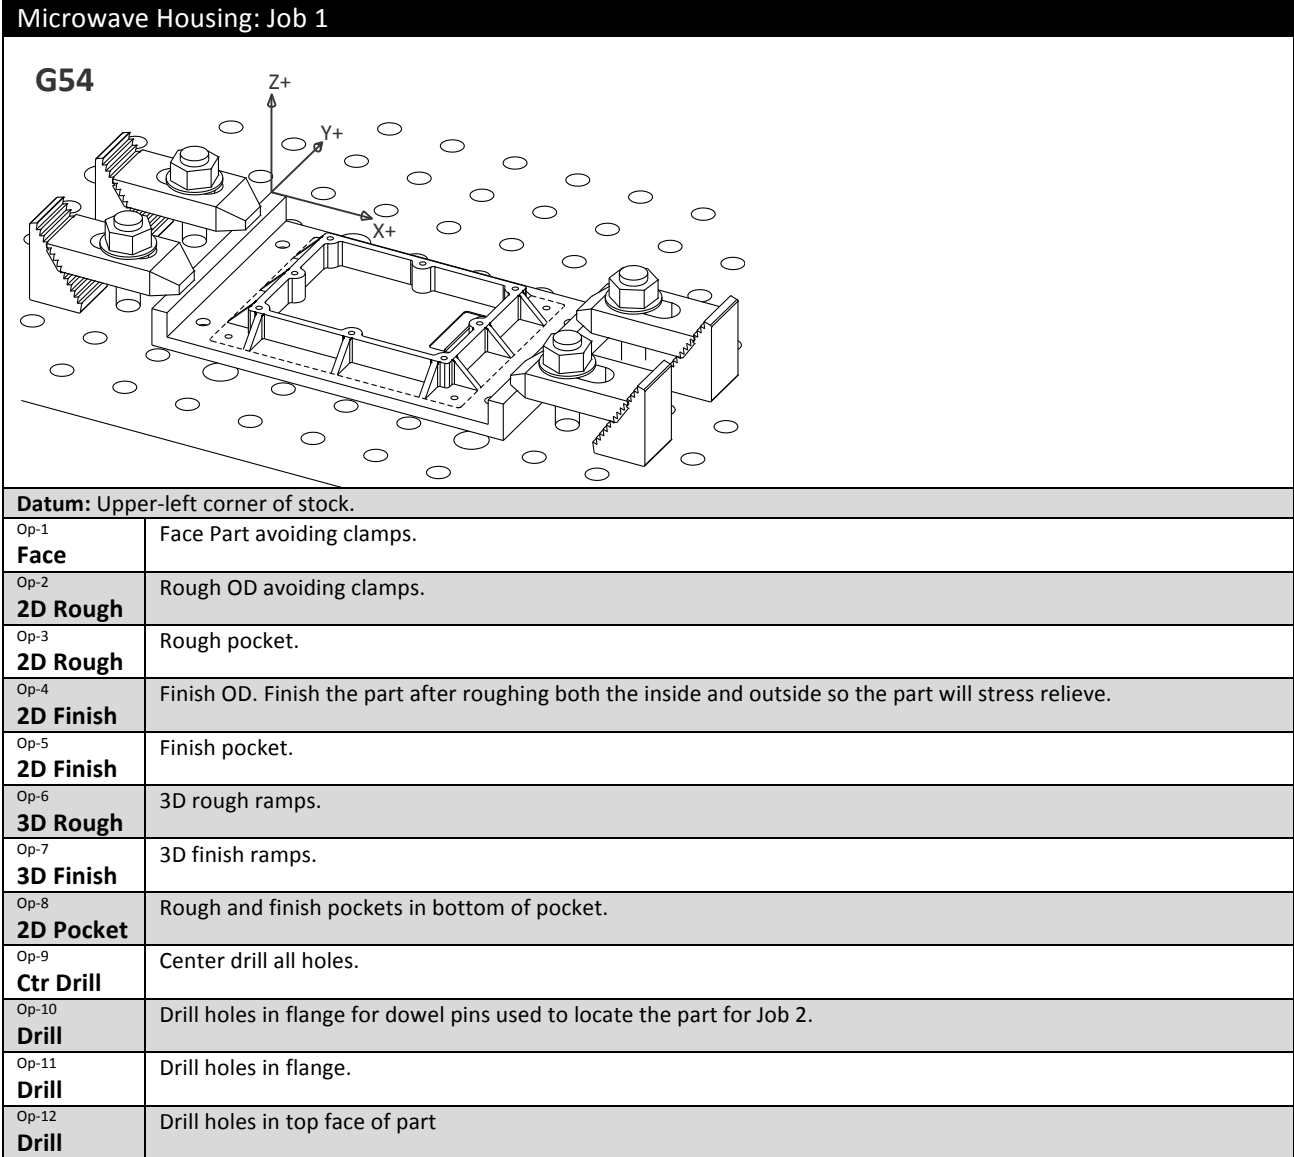 Microwave Housing: Job 1
G54
Z+
Y+
X+
Datum: Upper-left corner of stock.
Op-1
Face
Face Part avoiding clamps.
Op-2
2D Rough
Rough OD avoiding clamps.
Op-3
2D Rough
Rough pocket.
Op-4
2D Finish
Finish OD. Finish the part after roughing both the inside and outside so the part will stress relieve.
Op-5
2D Finish
Finish pocket.
Op-6
3D Rough
3D rough ramps.
Op-7
3D Finish
3D finish ramps.
Op-8
2D Pocket
Rough and finish pockets in bottom of pocket.
Op-9
Ctr Drill
Center drill all holes.
Op-10
Drill
Drill holes in flange for dowel pins used to locate the part for Job 2.
Op-11
Drill
Drill holes in flange.
Op-12
Drill
Drill holes in top face of part